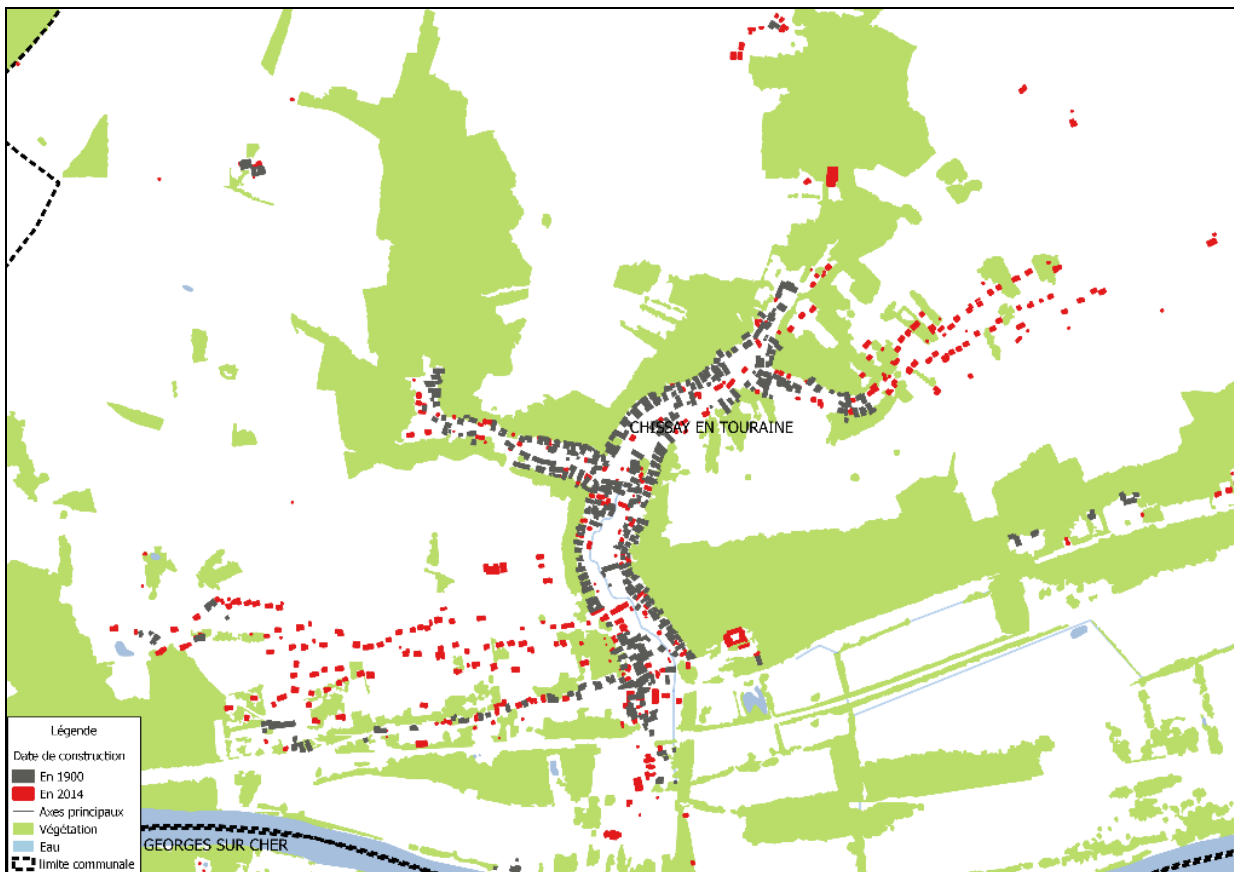 CHISSAY EN TOURAINE
Légende
Date de construction
En 1900
En 2014
Axes principaux
Végétation
Eau
limite communale
GEORGES SUR CHER